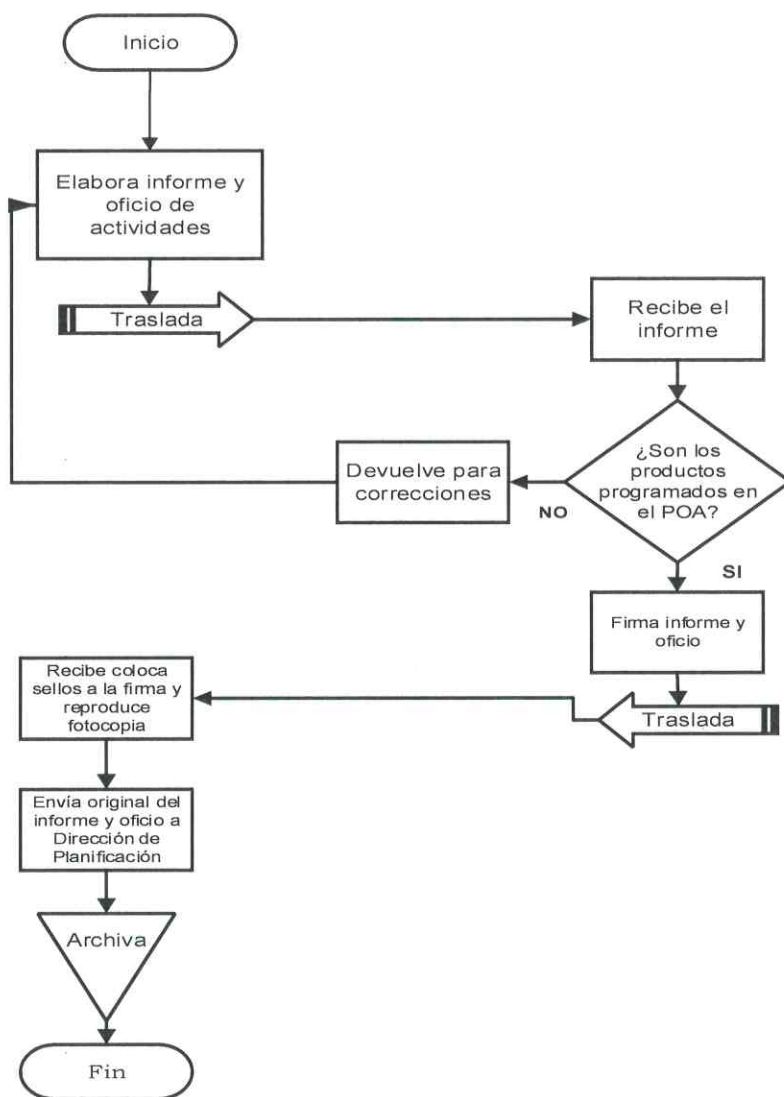 Inicio
Elabora informe y
oficio de
actividades
Traslada
Recibe el
informe
¿Son los
productos
programados en
el POA?
Devuelve para
correcciones
NO
SI
Firma informe y
oficio
Traslada
Recibe coloca
sellos a la firma y
reproduce
fotocopia
Envía original del
informe y oficio a
Dirección de
Planificación
Archiva
Fin